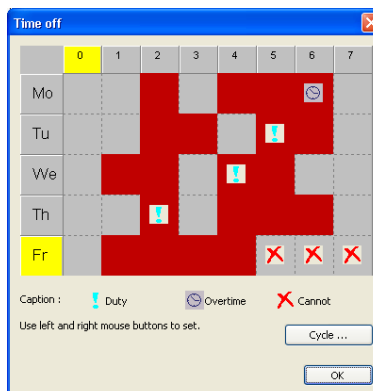 Time off
0 1 2 3 4 5 6 7
Mo
Tu
We
Th
Fr
Caption : Duty Overtime Cannot
Use left and right mouse buttons to set.
Cycle ...
OK